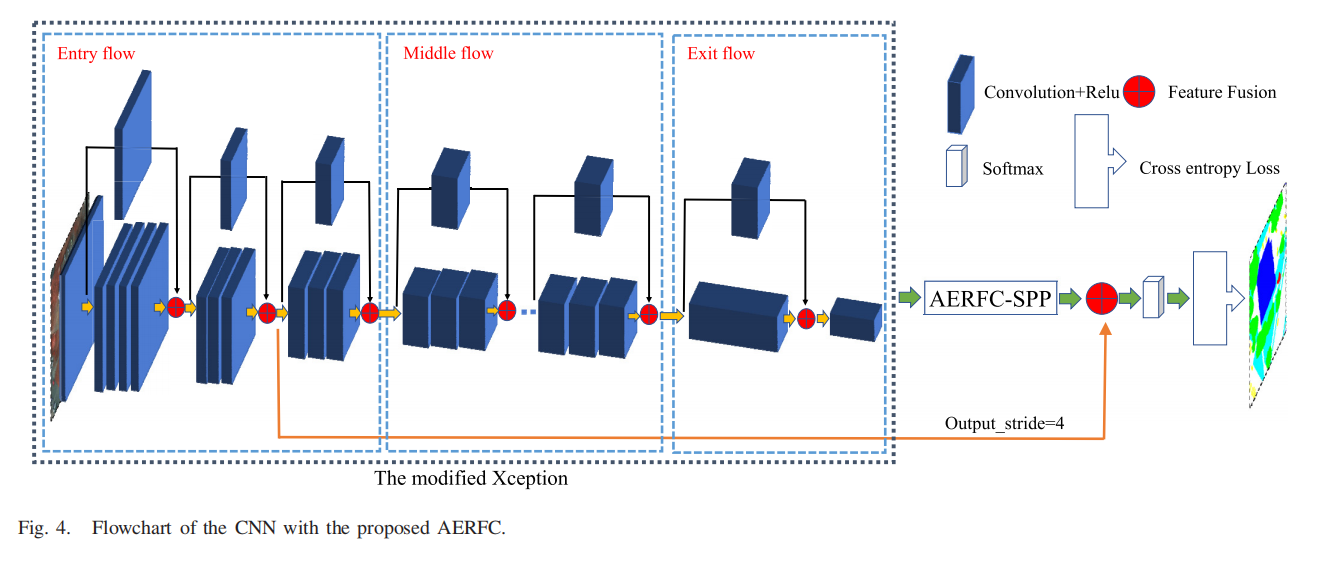 Entry flow
Middle flow
Exit flow
Convolution+Relu
Feature Fusion
Softmax
Cross entropy Loss
AERFC-SPP
Output_stride=4
The modified Xception
Fig. 4. Flowchart of the CNN with the proposed AERFC.